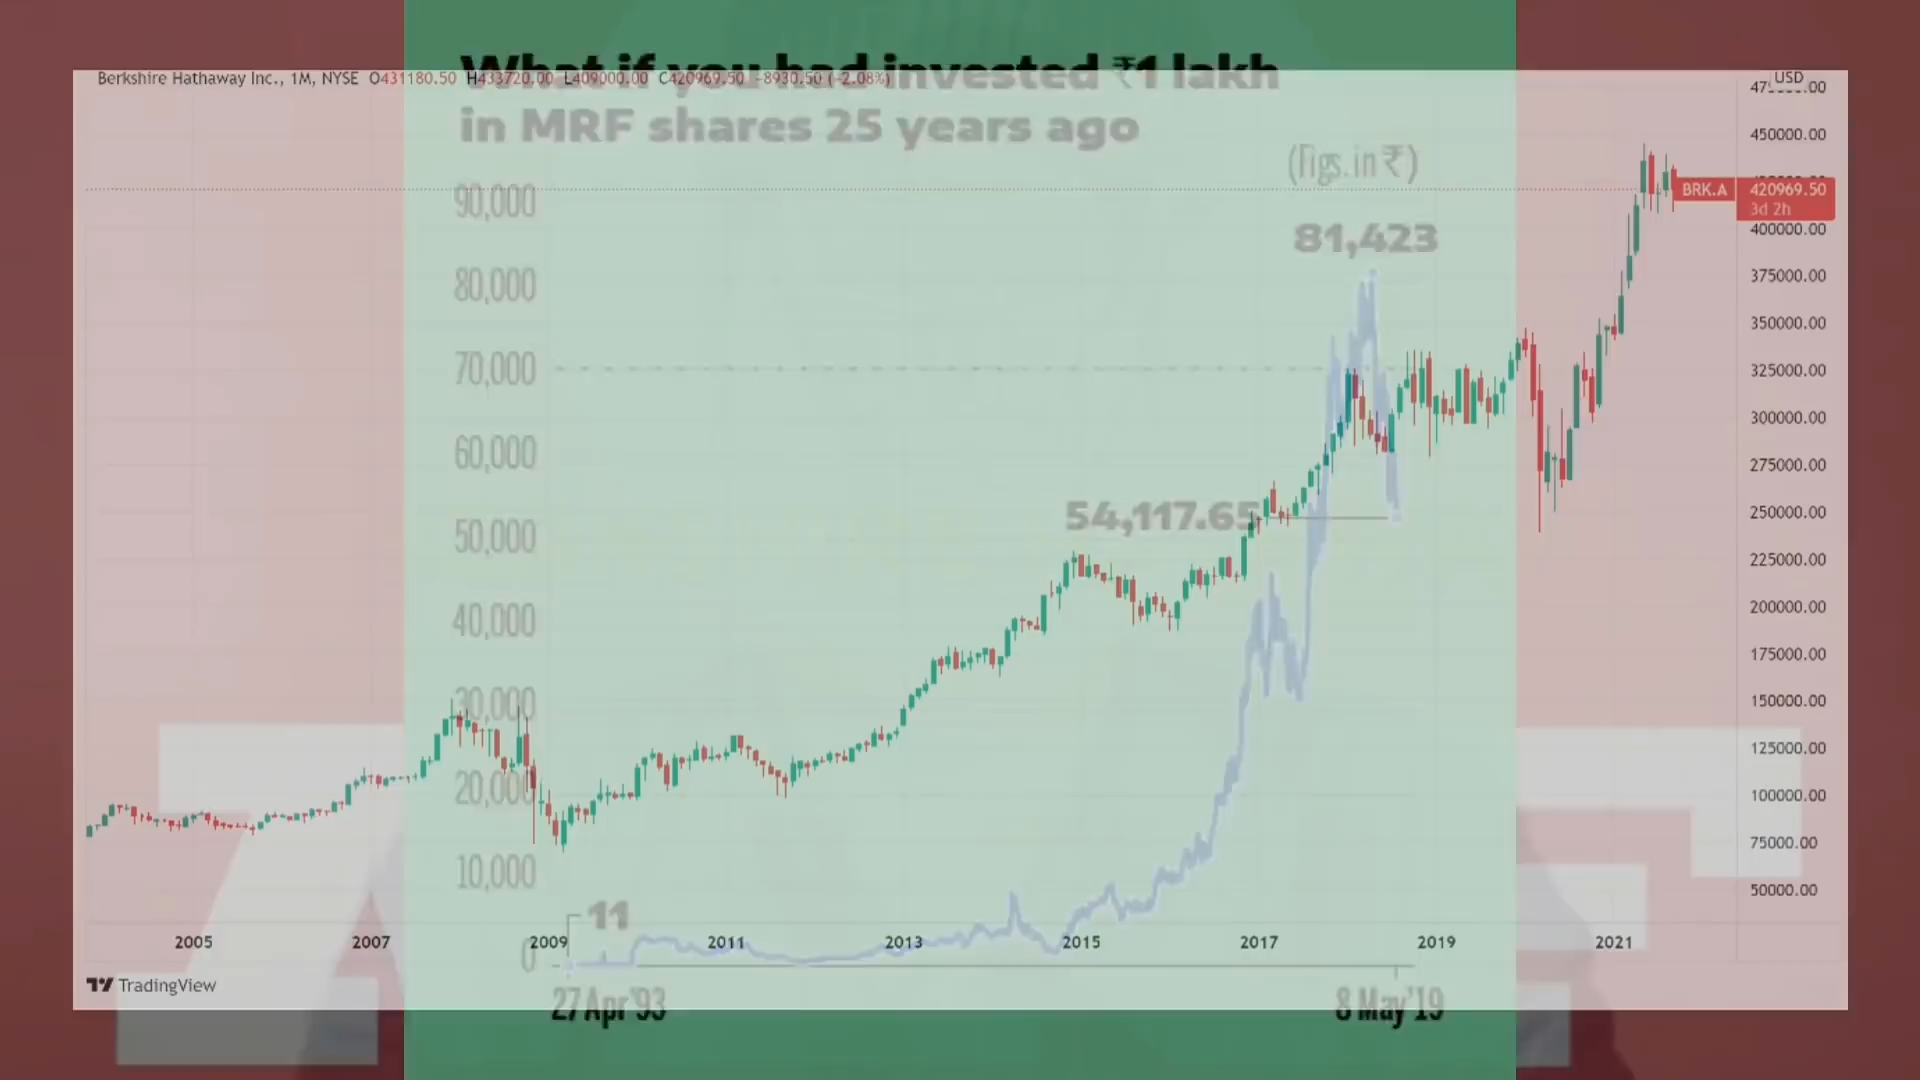 What if you had invested ₹1 lakh
in MRF shares 25 years ago
Berkshire Hathaway Inc., 1M, NYSE O431180.50 H433720.00 L409000.00 C420969.50 -8930.50 (-2.08%)
(Figs. in ₹)
90,000
80,000
70,000
60,000
50,000
40,000
30,000
20,000
10,000
0
81,423
54,117.65
11
27 Apr'93
8 May'19
USD
450000.00
BRK.A 420969.50
3d 2h
400000.00
375000.00
350000.00
325000.00
300000.00
275000.00
250000.00
225000.00
200000.00
175000.00
150000.00
125000.00
100000.00
75000.00
50000.00
2005 2007 2009 2011 2013 2015 2017 2019 2021
TradingView